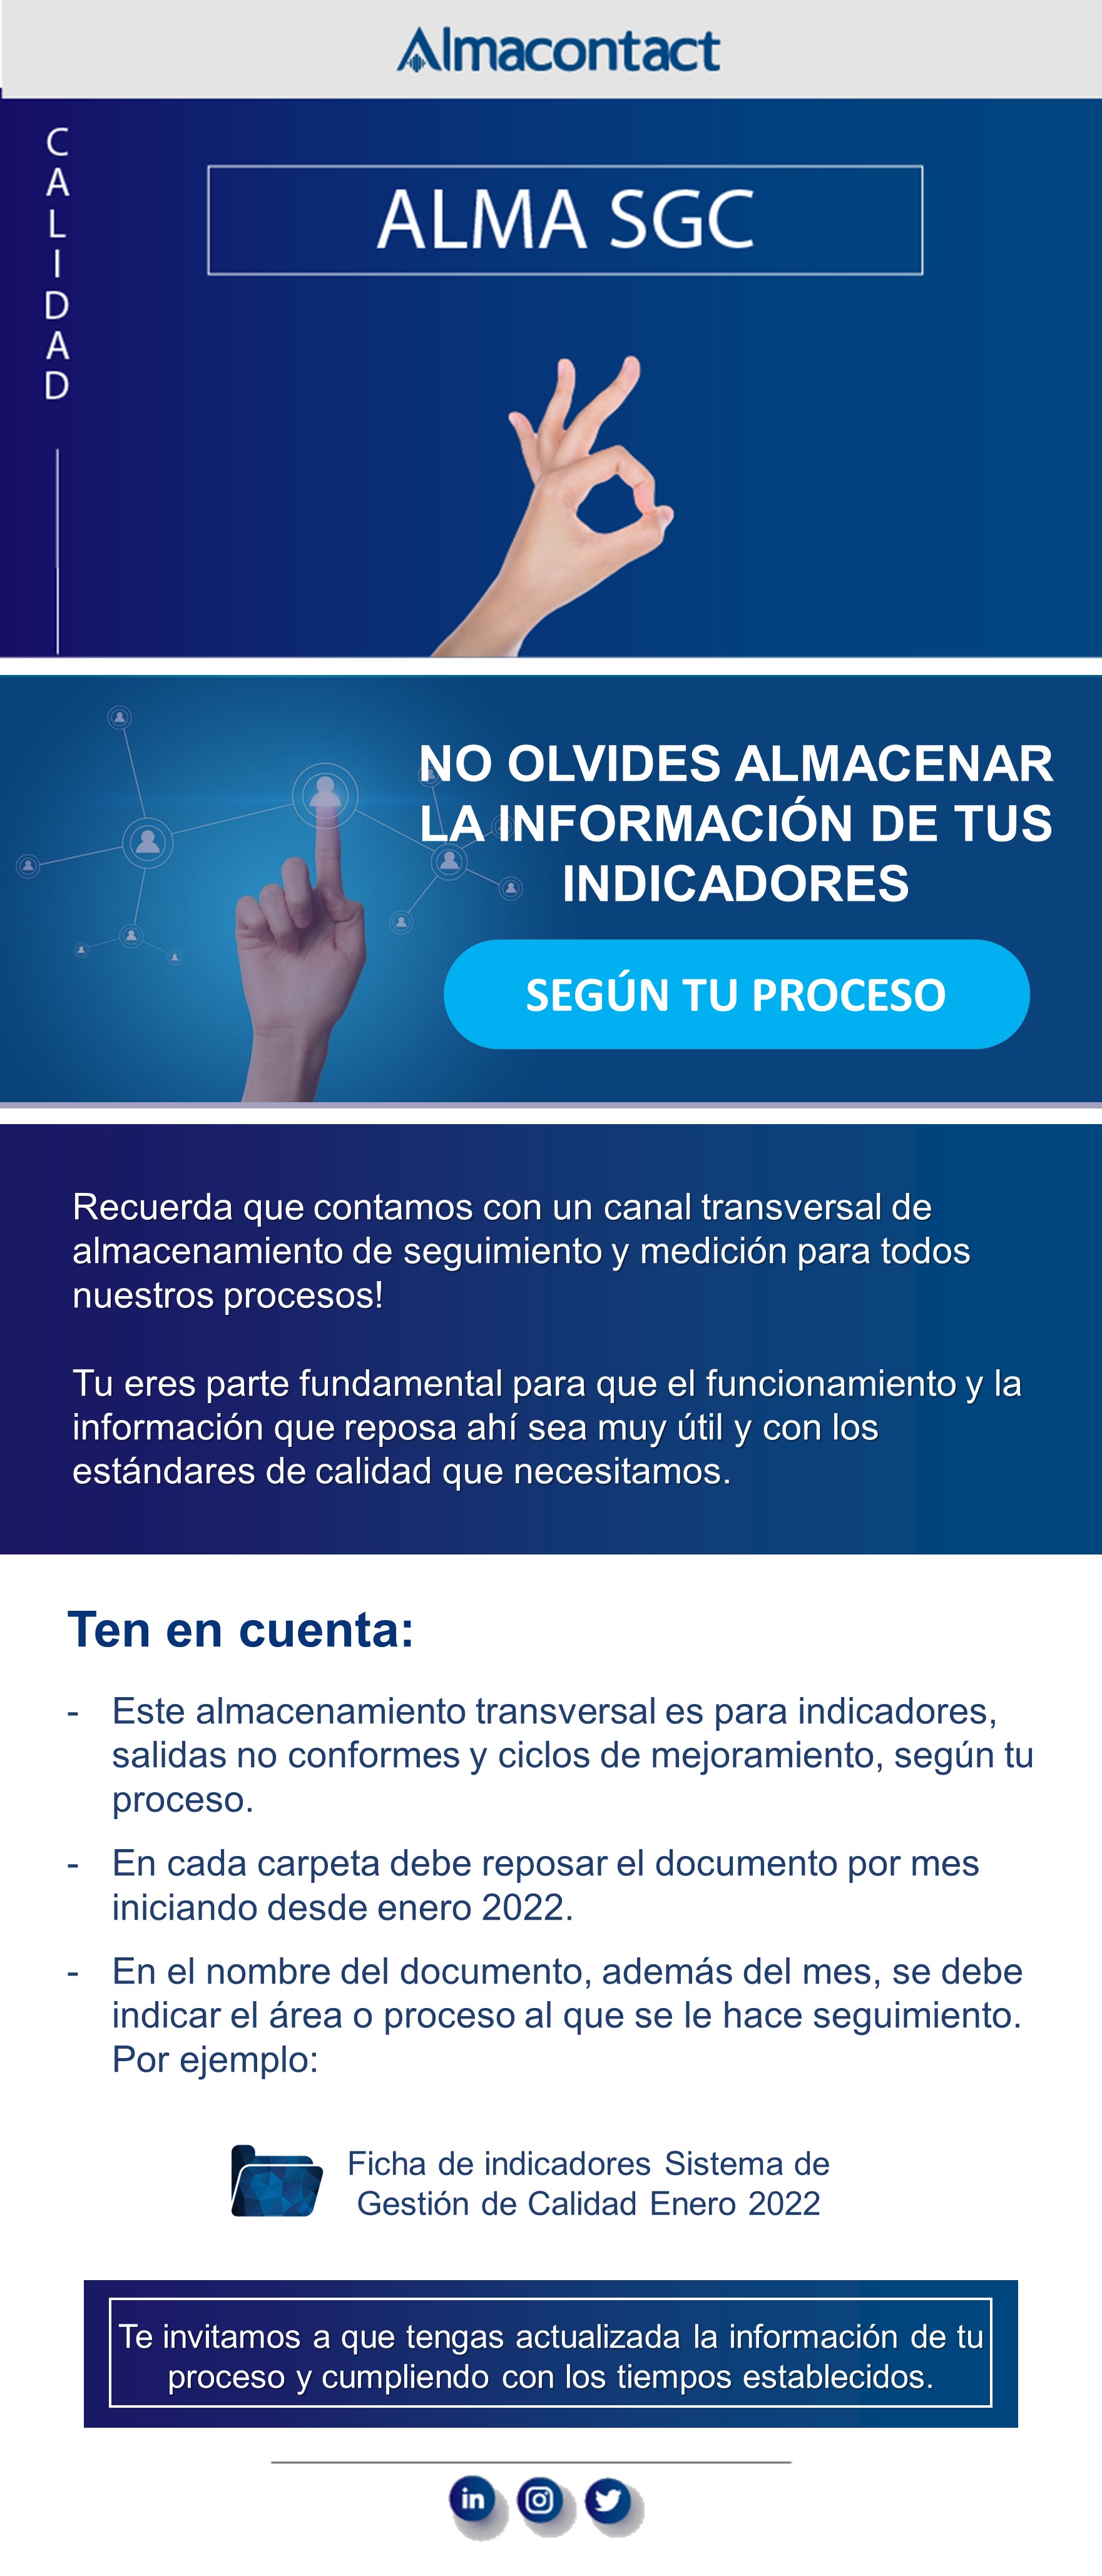 Almacontact
CALIDAD
ALMA SGC
NO OLVIDES ALMACENAR
LA INFORMACIÓN DE TUS
INDICADORES
SEGÚN TU PROCESO
Recuerda que contamos con un canal transversal de
almacenamiento de seguimiento y medición para todos
nuestros procesos!
Tu eres parte fundamental para que el funcionamiento y la
información que reposa ahí sea muy útil y con los
estándares de calidad que necesitamos.
Ten en cuenta:
- Este almacenamiento transversal es para indicadores,
salidas no conformes y ciclos de mejoramiento, según tu
proceso.
- En cada carpeta debe reposar el documento por mes
iniciando desde enero 2022.
- En el nombre del documento, además del mes, se debe
indicar el área o proceso al que se le hace seguimiento.
Por ejemplo:
Ficha de indicadores Sistema de
Gestión de Calidad Enero 2022
Te invitamos a que tengas actualizada la información de tu
proceso y cumpliendo con los tiempos establecidos.
in